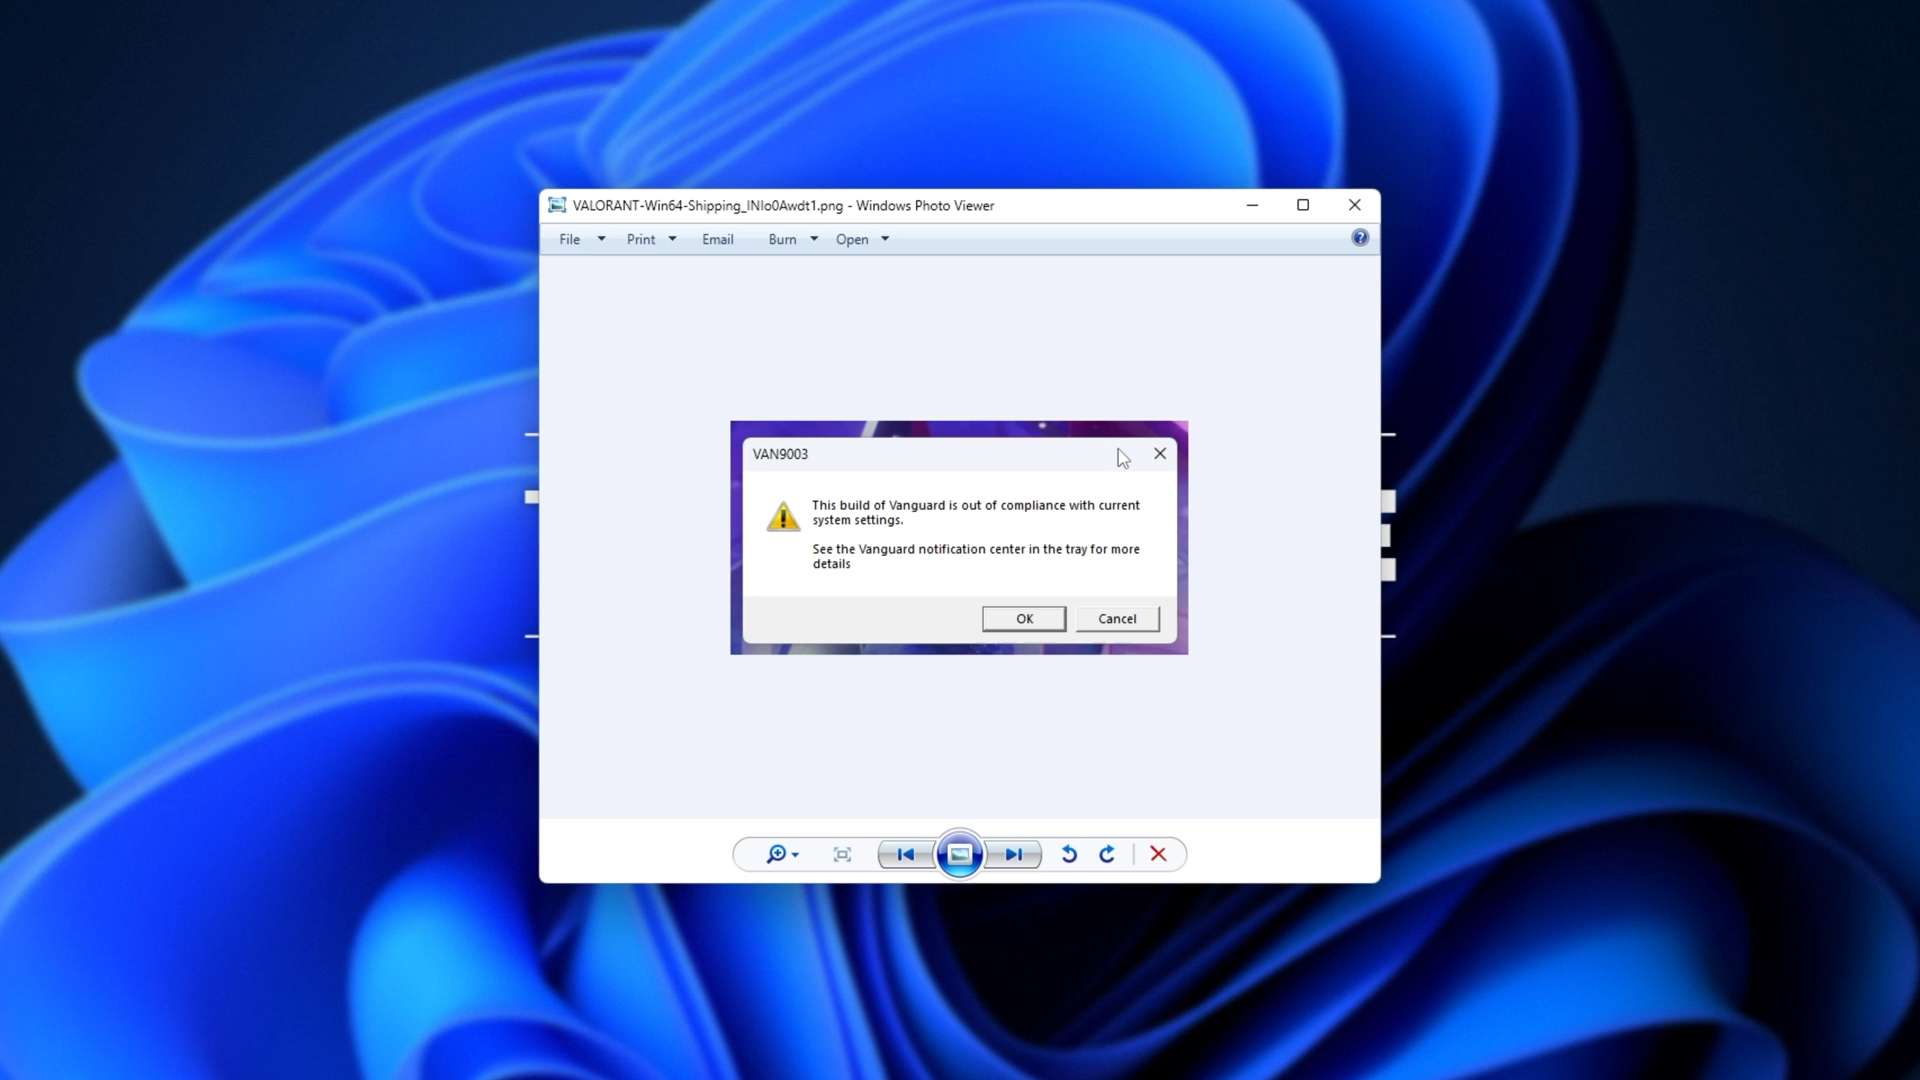 VALORANT-Win64-Shipping_INIo0Awdt1.png - Windows Photo Viewer
File Print Email Burn Open
VAN9003
This build of Vanguard is out of compliance with current
system settings.
See the Vanguard notification center in the tray for more
details
OK Cancel